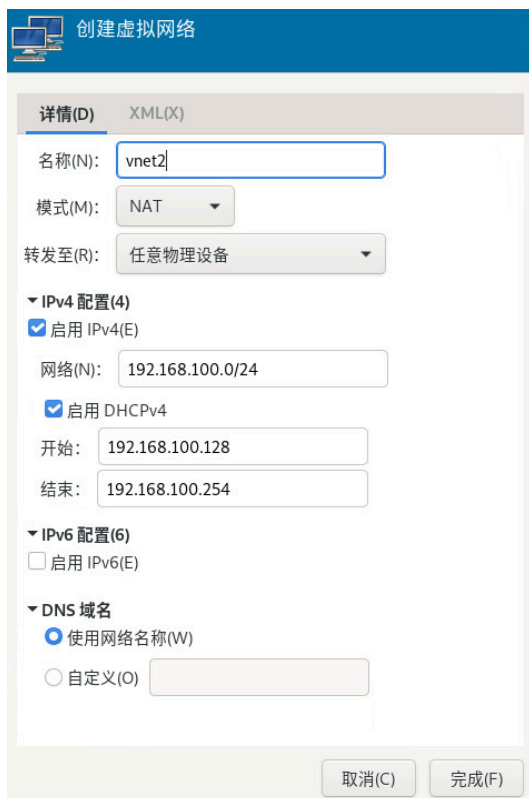 创建虚拟网络
详情(D) XML(X)
名称(N): vnet2
模式(M): NAT
转发至(R): 任意物理设备
IPv4 配置(4)
启用 IPv4(E)
网络(N): 192.168.100.0/24
启用 DHCPv4
开始: 192.168.100.128
结束: 192.168.100.254
IPv6 配置(6)
启用 IPv6(E)
DNS 域名
使用网络名称(W)
自定义(O)
取消(C) 完成(F)